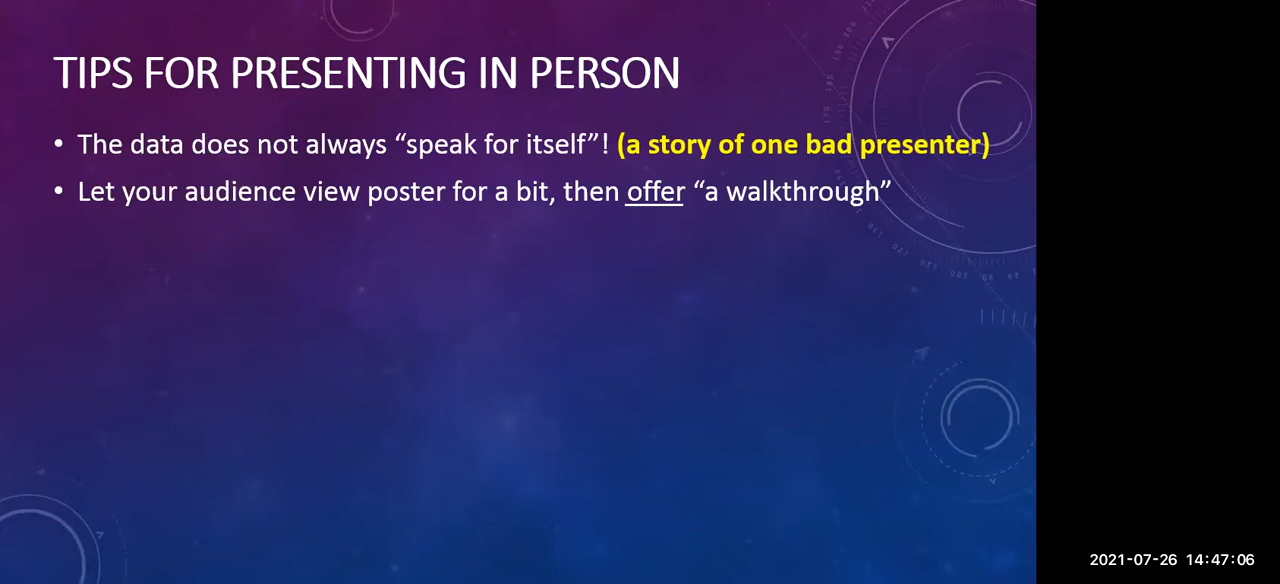 TIPS FOR PRESENTING IN PERSON
• The data does not always “speak for itself”! (a story of one bad presenter)
• Let your audience view poster for a bit, then offer “a walkthrough”
2021-07-26 14:47:06